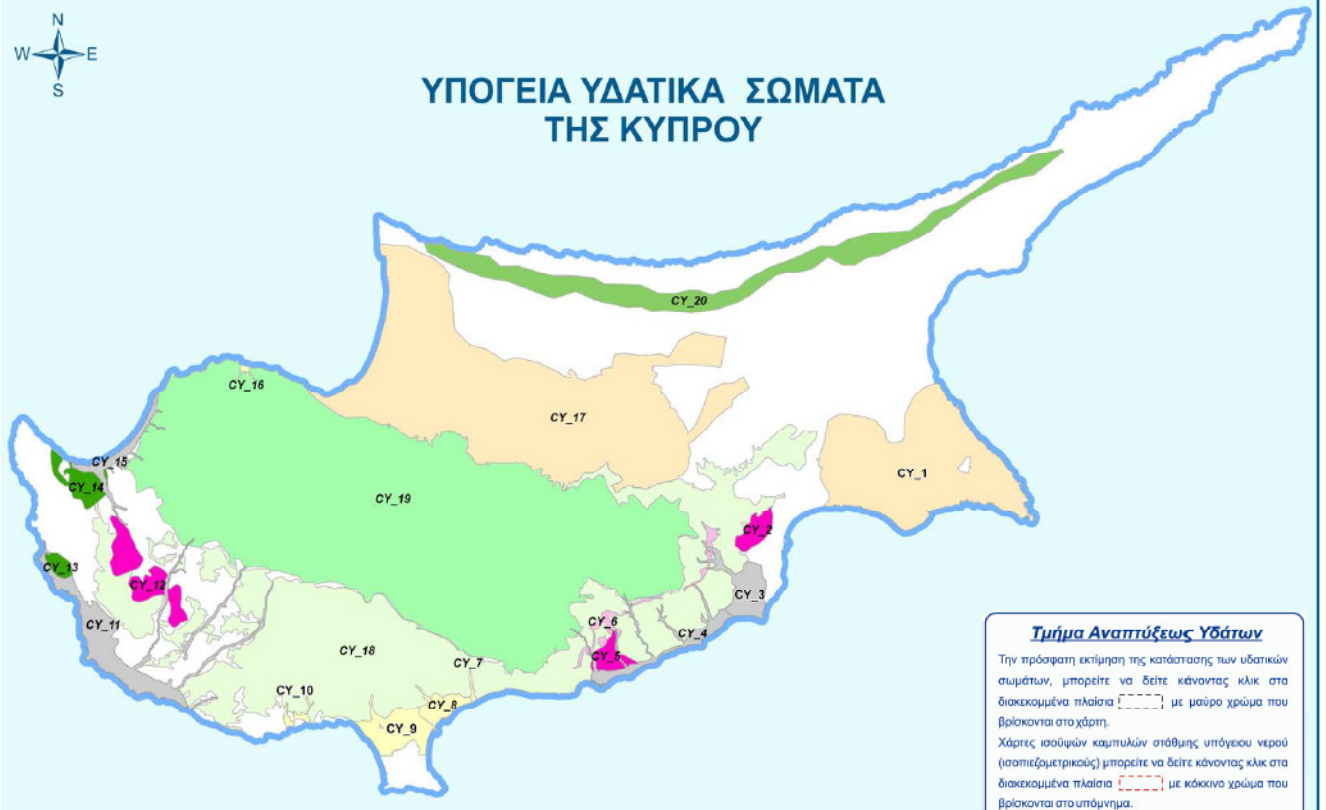 N
W E
S
ΥΠΟΓΕΙΑ ΥΔΑΤΙΚΑ ΣΩΜΑΤΑ
ΤΗΣ ΚΥΠΡΟΥ
CY_20
CY_16
CY_17
CY_15
CY_14
CY_19
CY_1
CY_2
CY_13
CY_12
CY_3
CY_11
CY_6
CY_4
CY_18
CY_5
CY_7
CY_10
CY_8
CY_9
Τμήμα Αναπτύξεως Υδάτων
Την πρόσφατη εκτίμηση της κατάστασης των υδατικών
σωμάτων, μπορείτε να δείτε κάνοντας κλικ στα
διακεκομμένα πλαίσια με μαύρο χρώμα που
βρίσκονται στο χάρτη.
Χάρτες ισοϋψών καμπυλών στάθμης υπόγειου νερού
(ισοπιεζομετρικούς) μπορείτε να δείτε κάνοντας κλικ στα
διακεκομμένα πλαίσια με κόκκινο χρώμα που
βρίσκονται στο υπόμνημα.